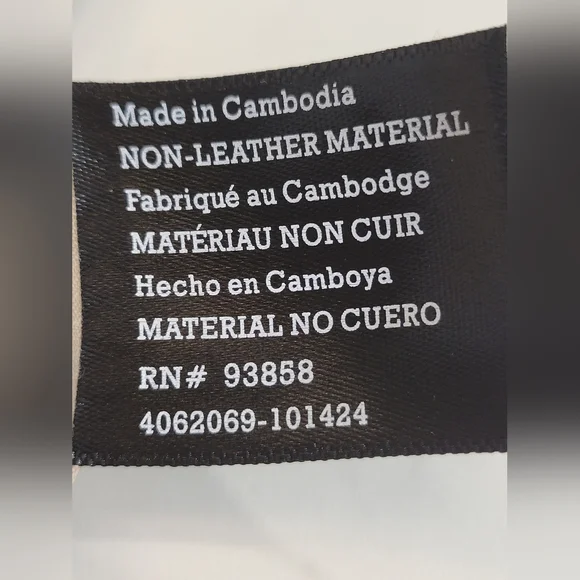 Made in Cambodia
NON-LEATHER MATERIAL
Fabriqué au Cambodge
MATÉRIAU NON CUIR
Hecho en Camboya
MATERIAL NO CUERO
RN# 93858
4062069-101424